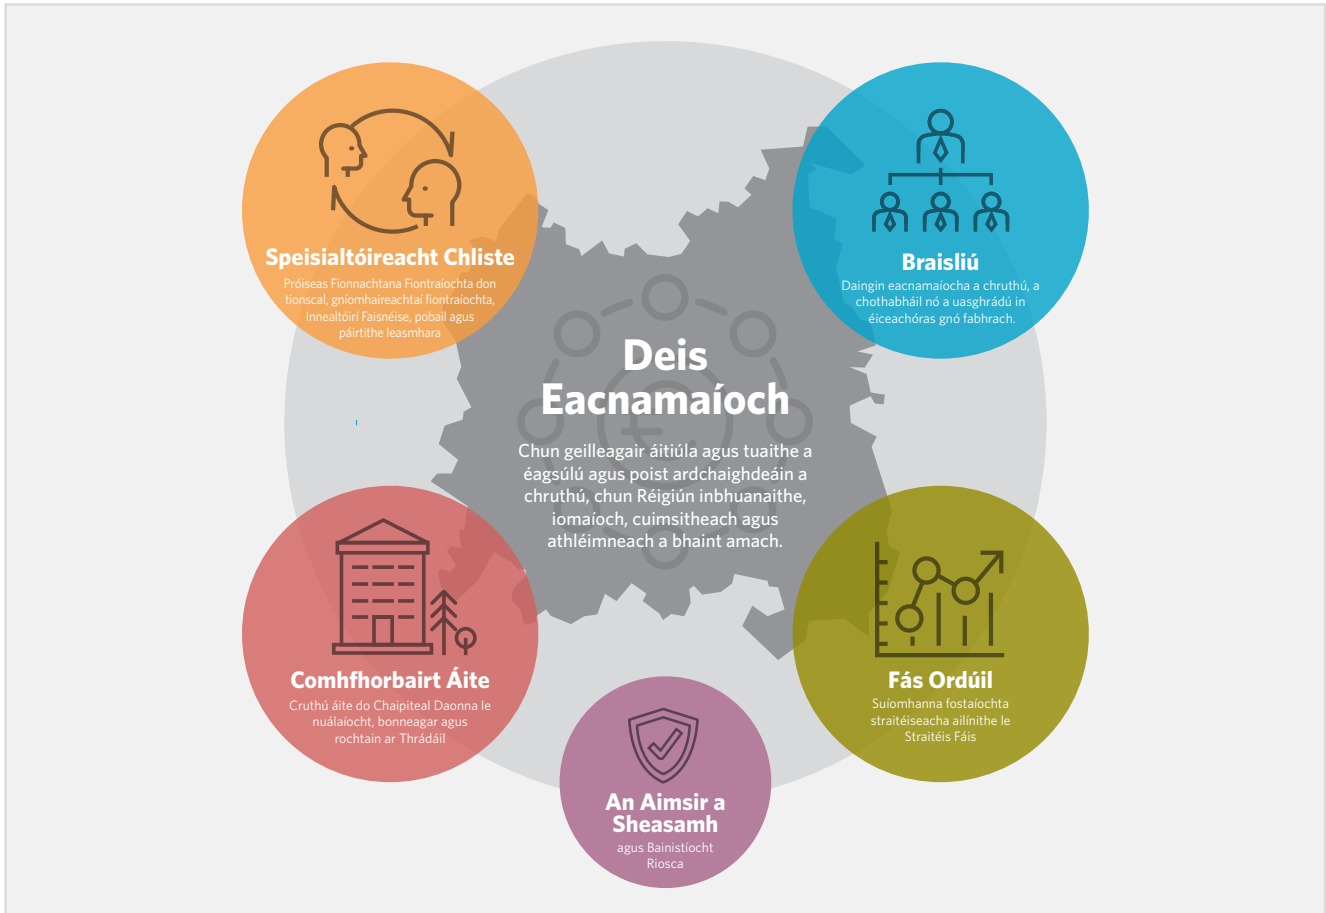 Speisialtóireacht Chliste
Próiseas Fionnachtana Fiontraíochta don
tionscal, gníomhaireachtaí fiontraíochta,
Innealtóirí Faisnéise, pobail agus
páirtithe leasmhara
Braisliú
Daingin eacnamaíocha a chruthú, a
chothabháil nó a uasghrádú in
éiceachóras gnó fabhrach.
Deis
Eacnamaíoch
Chun geilleagair áitiúla agus tuaithe a
éagsúlú agus poist ardchaighdeáin a
chruthú, chun Réigiún inbhuanaithe,
iomaíoch, cuimsitheach agus
athléimneach a bhaint amach.
Comhfhorbairt Áite
Cruthú áite do Chaipiteal Daonna le
nuálaíocht, bonneagar agus
rochtain ar Thrádáil
Fás Ordúil
Suíomhanna fostaíochta
straitéiseacha ailínithe le
Straitéis Fáis
An Aimsir a
Sheasamh
agus Bainistíocht
Riosca